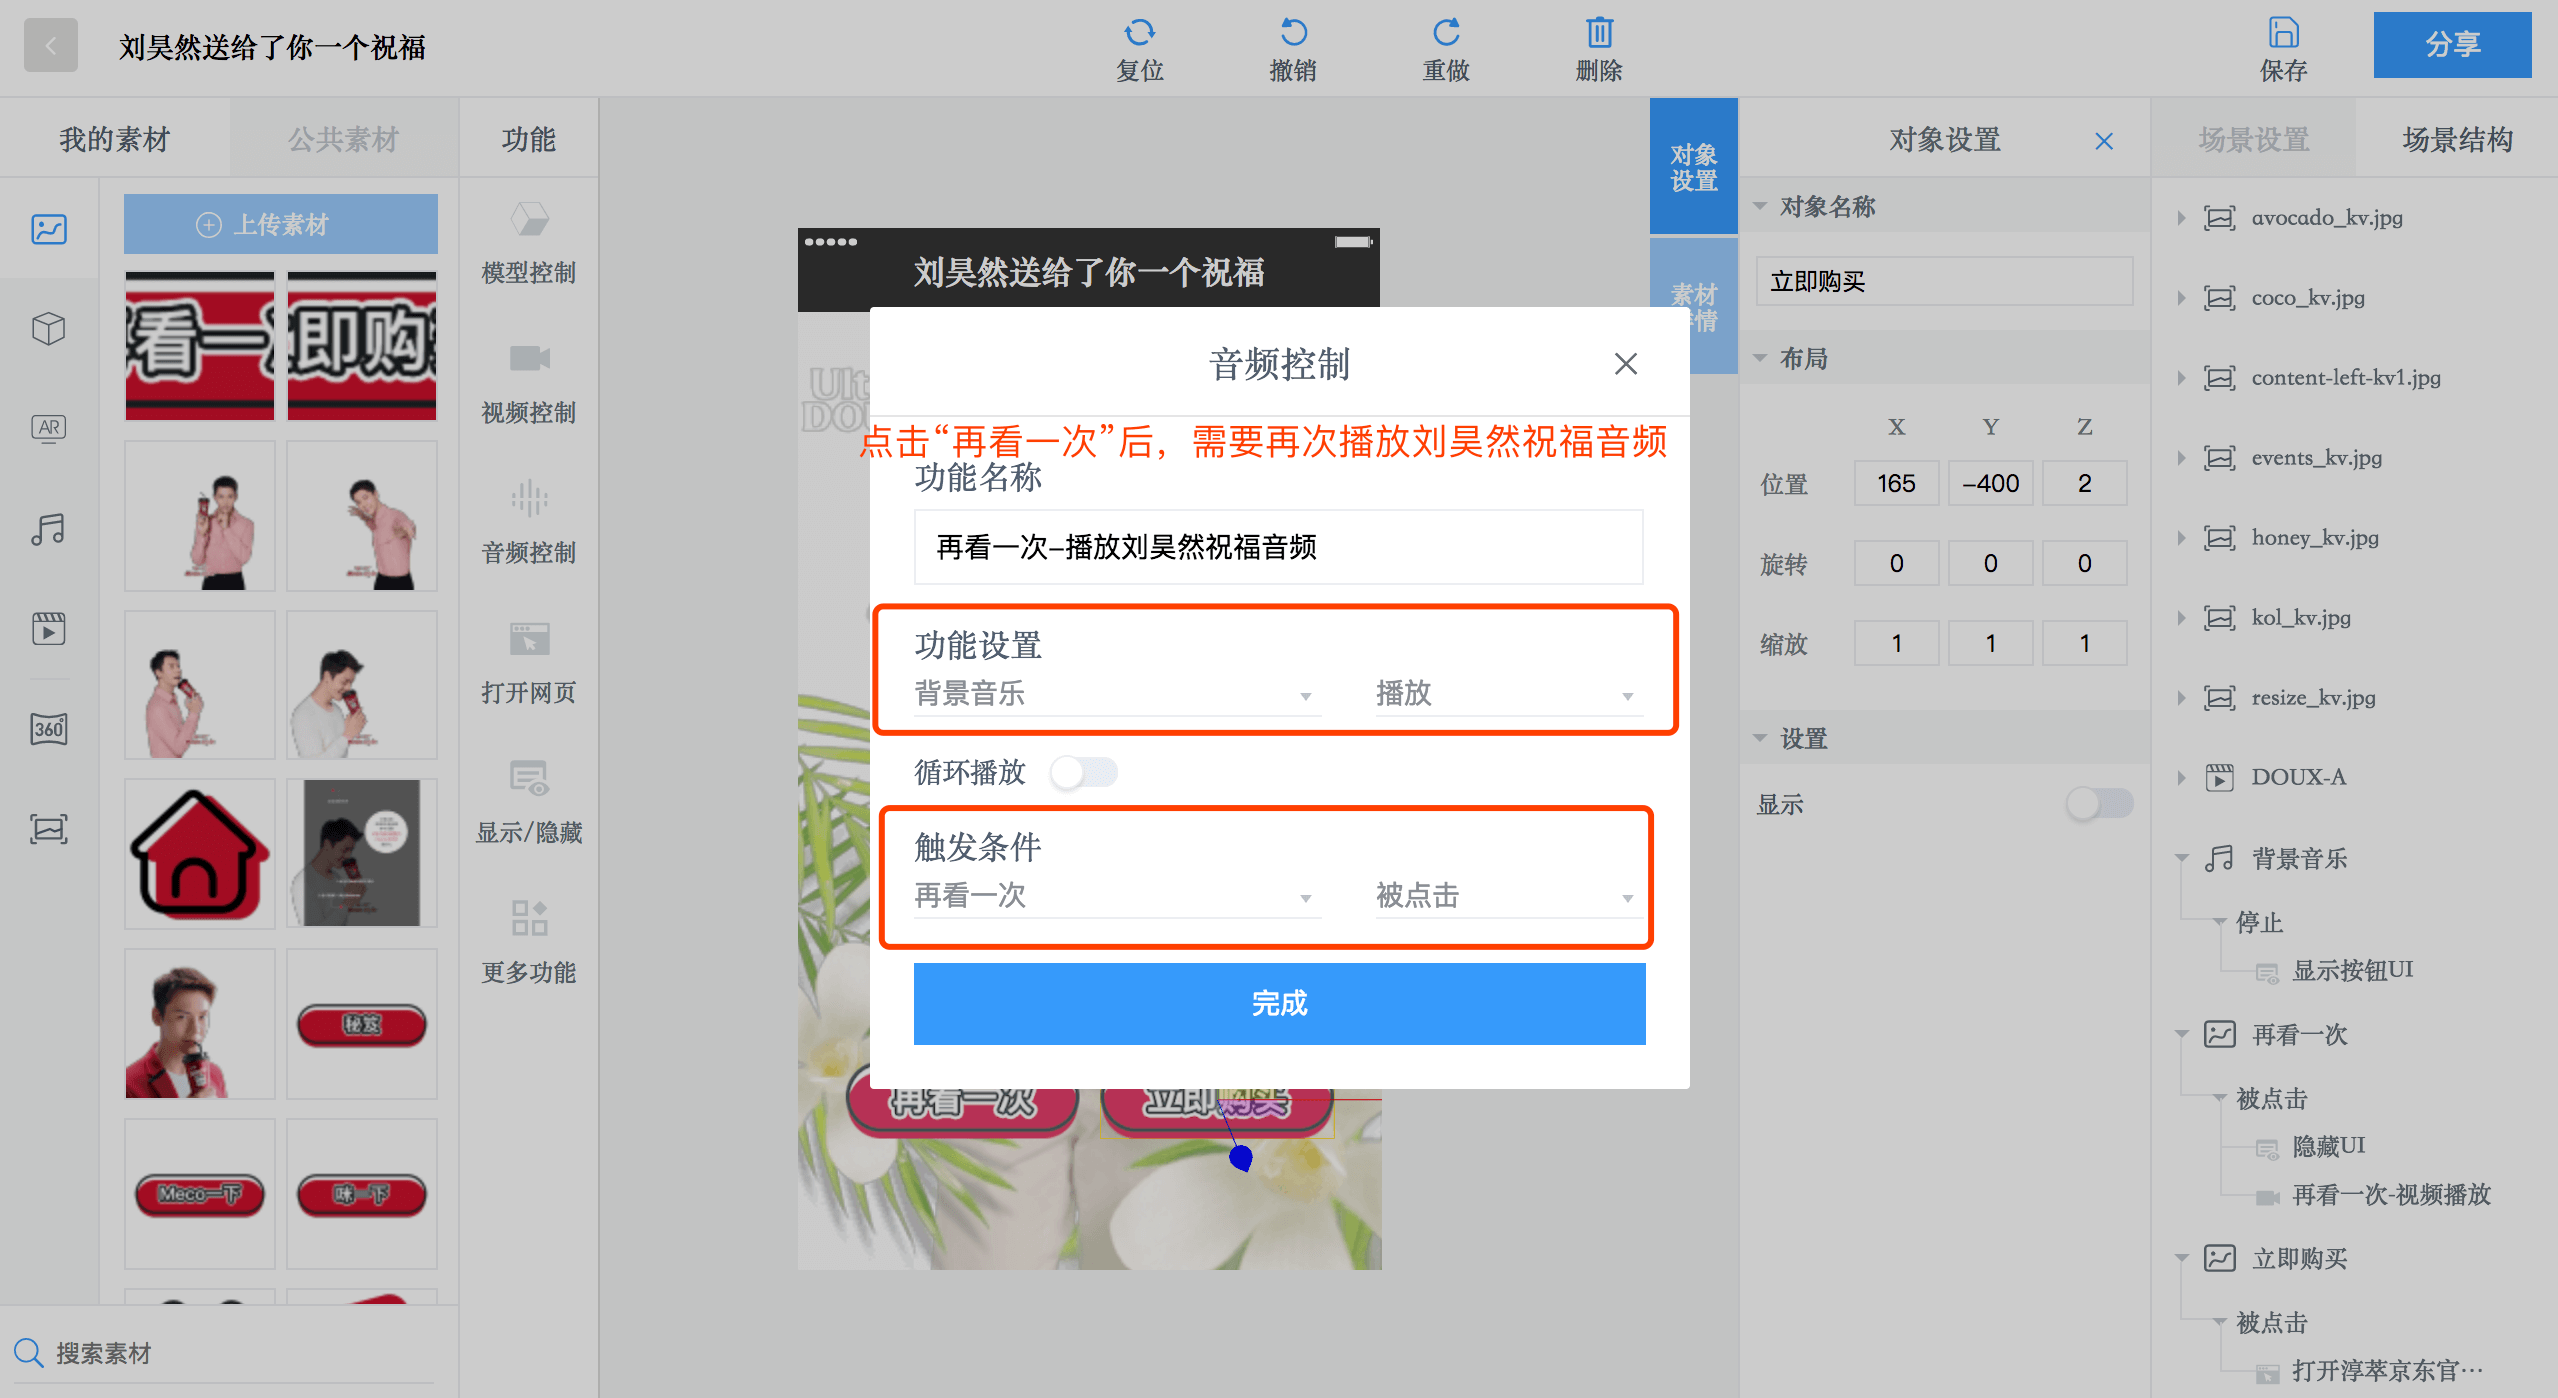 刘昊然送给了你一个祝福
复位
撤销
重做
删除
保存
分享
我的素材
公共素材
功能
上传素材
看一次
即购买
AR
360°
秘笈
Meco一下
咪一下
搜索素材
模型控制
视频控制
音频控制
打开网页
显示/隐藏
更多功能
刘昊然送给了你一个祝福
Ult
DOU
音频控制
点击“再看一次”后，需要再次播放刘昊然祝福音频
功能名称
再看一次–播放刘昊然祝福音频
功能设置
背景音乐 播放
循环播放
触发条件
再看一次 被点击
完成
再看一次
立即购买
对象
设置
素材
详情
对象设置
对象名称
立即购买
布局
X Y Z
位置 165 –400 2
旋转 0 0 0
缩放 1 1 1
设置
显示
场景设置
场景结构
avocado_kv.jpg
coco_kv.jpg
content-left-kv1.jpg
events_kv.jpg
honey_kv.jpg
kol_kv.jpg
resize_kv.jpg
DOUX-A
背景音乐
停止
显示按钮UI
再看一次
被点击
隐藏UI
再看一次-视频播放
立即购买
被点击
打开淳萃京东官…